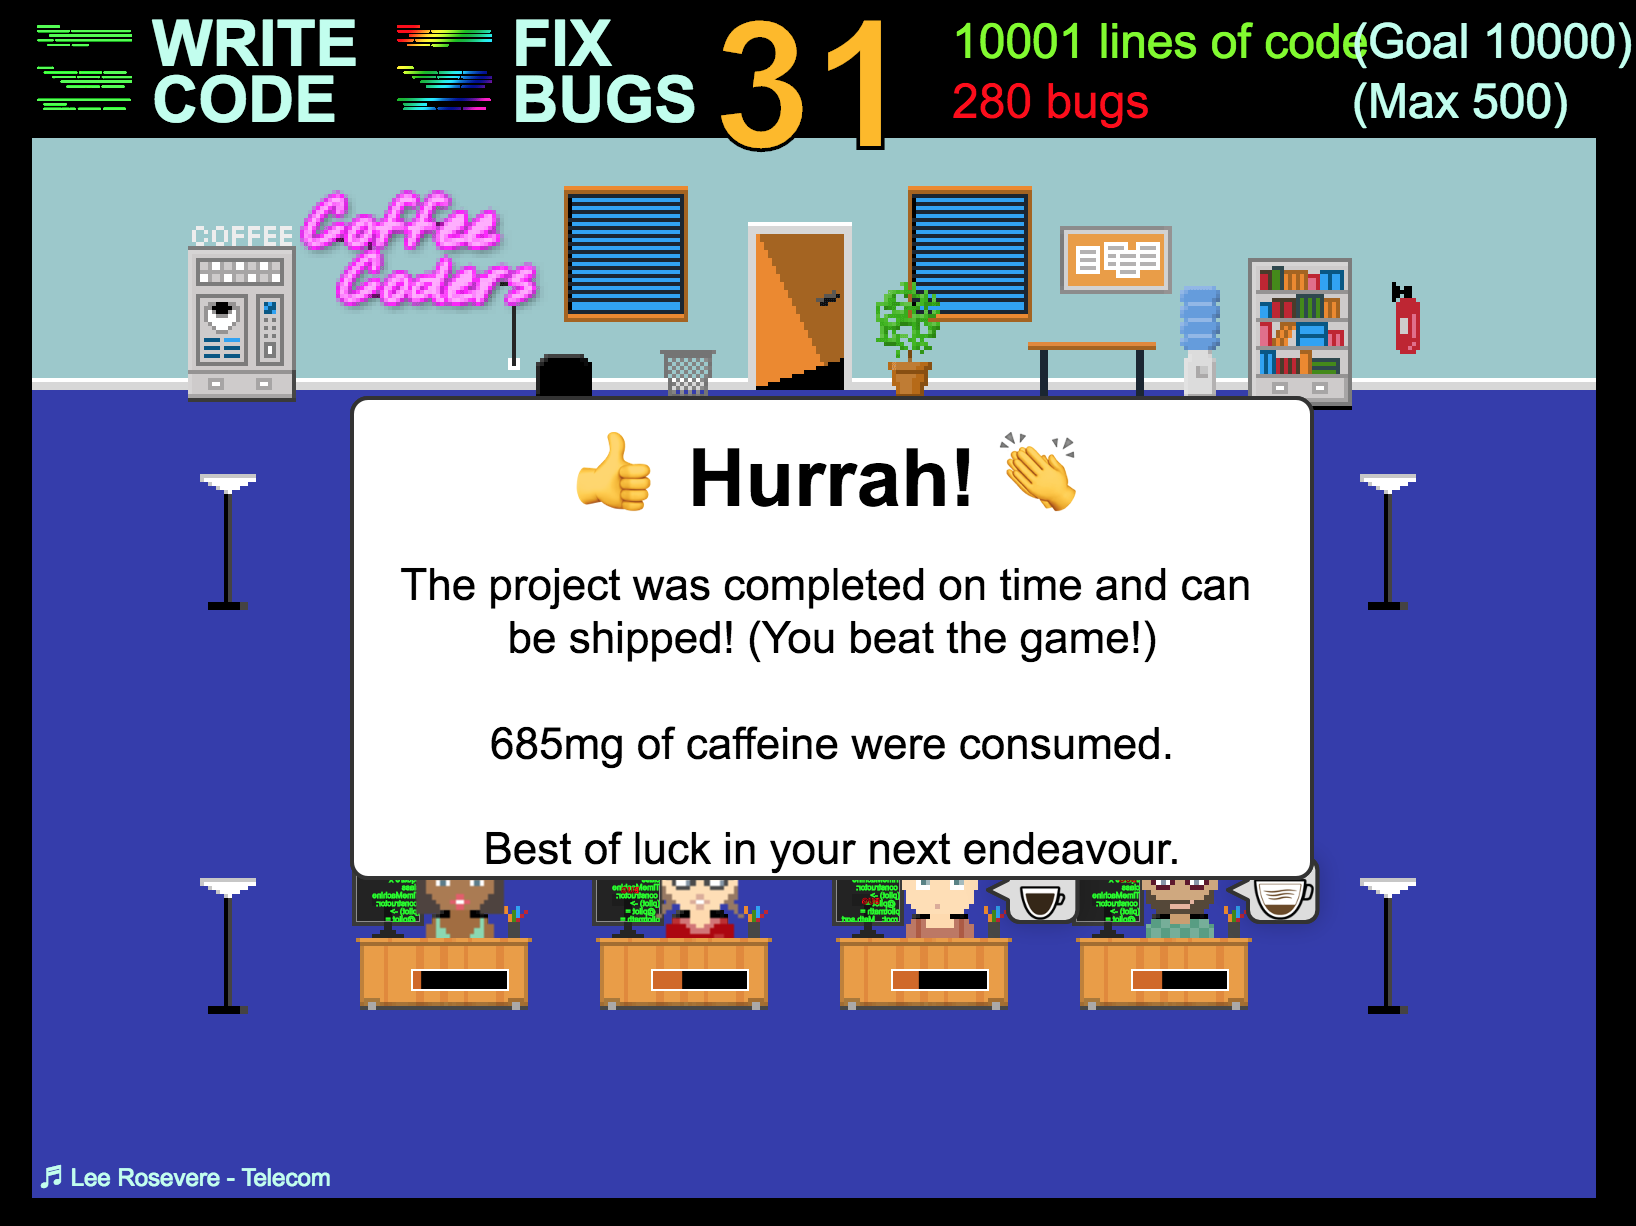 WRITE
CODE
FIX
BUGS
31
10001 lines of code
(Goal 10000)
280 bugs
(Max 500)
COFFEE
Coffee
Coders
Hurrah!
The project was completed on time and can
be shipped! (You beat the game!)
685mg of caffeine were consumed.
Best of luck in your next endeavour.
♫ Lee Rosevere - Telecom